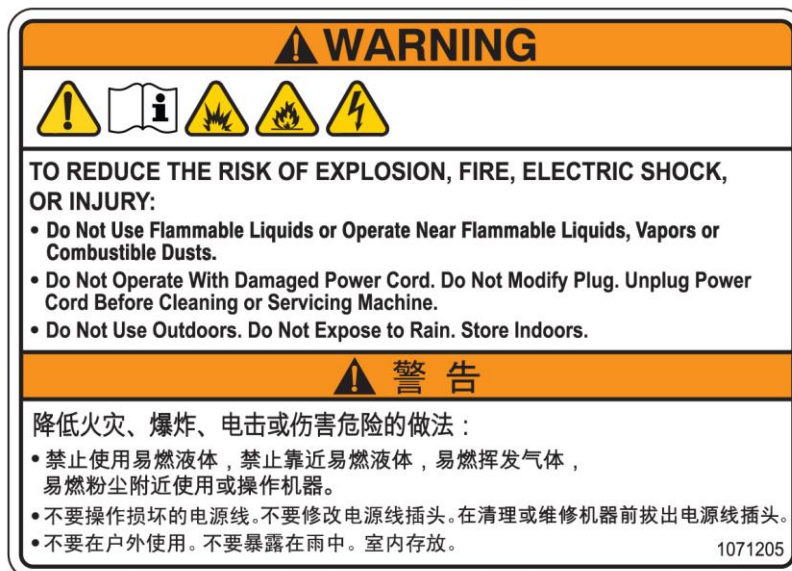 WARNING
TO REDUCE THE RISK OF EXPLOSION, FIRE, ELECTRIC SHOCK,
OR INJURY:
• Do Not Use Flammable Liquids or Operate Near Flammable Liquids, Vapors or
Combustible Dusts.
• Do Not Operate With Damaged Power Cord. Do Not Modify Plug. Unplug Power
Cord Before Cleaning or Servicing Machine.
• Do Not Use Outdoors. Do Not Expose to Rain. Store Indoors.
警 告
降低火灾、爆炸、电击或伤害危险的做法：
• 禁止使用易燃液体，禁止靠近易燃液体，易燃挥发气体，
易燃粉尘附近使用或操作机器。
• 不要操作损坏的电源线。不要修改电源线插头。在清理或维修机器前拔出电源线插头。
• 不要在户外使用。不要暴露在雨中。室内存放。
1071205